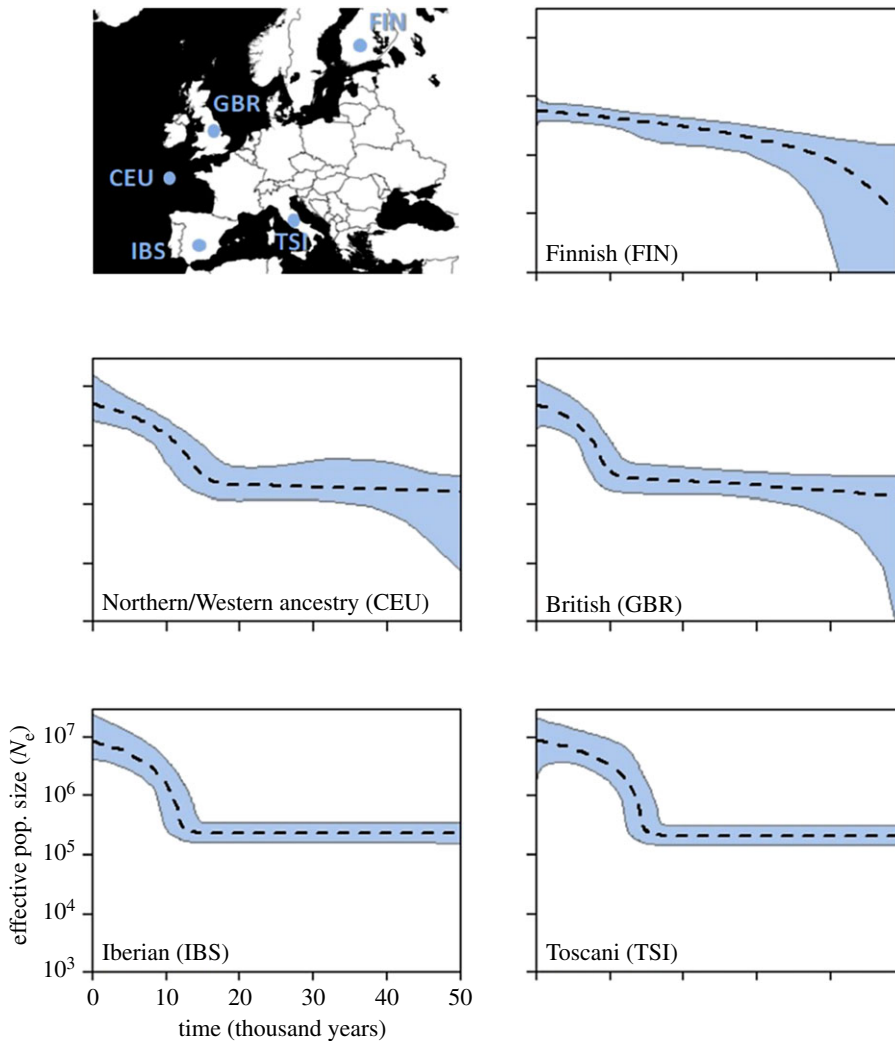 FIN
GBR
CEU
IBS
TSI
Finnish (FIN)
Northern/Western ancestry (CEU)
British (GBR)
effective pop. size (Nₑ)
10⁷
10⁶
10⁵
10⁴
10³
Iberian (IBS)
0 10 20 30 40 50
time (thousand years)
Toscani (TSI)